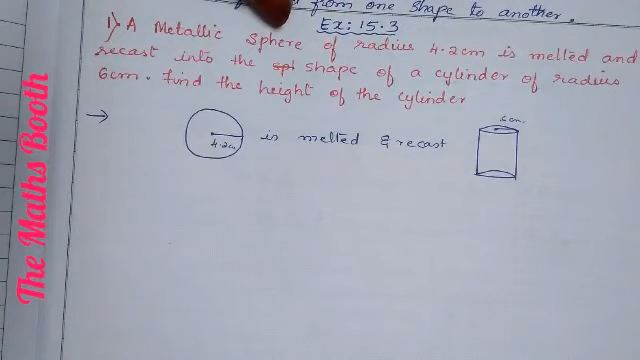 from one shape to another.
Ex: 15.3
1) A Metallic Sphere of radius 4.2cm is melted and
recast into the shape of a cylinder of radius
6cm. find the height of the cylinder
→ 4.2cm is melted & recast 6cm.
The Maths Booth